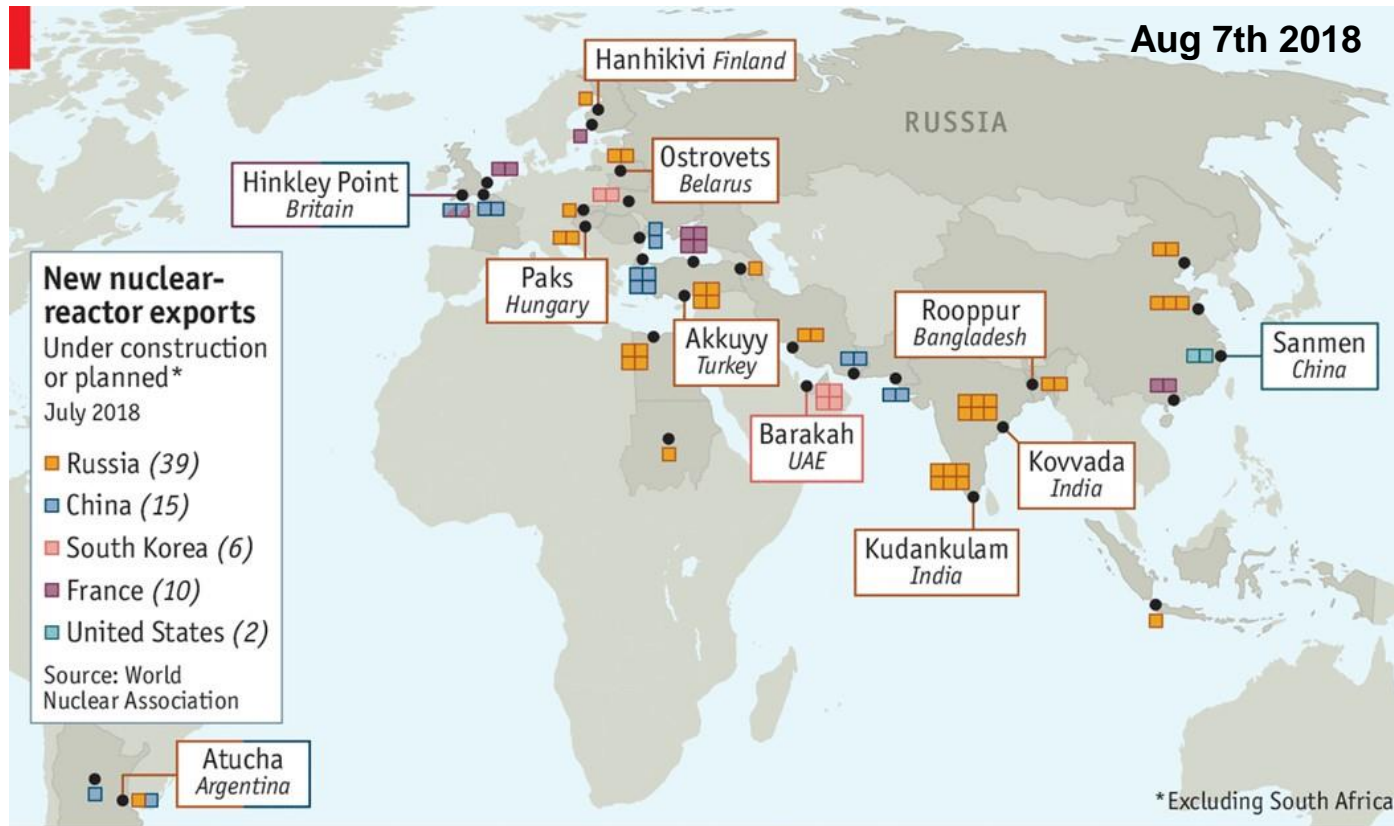 Aug 7th 2018
Hanhikivi Finland
RUSSIA
Ostrovets
Belarus
Hinkley Point
Britain
New nuclear-
reactor exports
Under construction
or planned*
July 2018
Russia (39)
China (15)
South Korea (6)
France (10)
United States (2)
Source: World
Nuclear Association
Paks
Hungary
Akkuyy
Turkey
Rooppur
Bangladesh
Sanmen
China
Barakah
UAE
Kovvada
India
Kudankulam
India
Atucha
Argentina
*Excluding South Africa